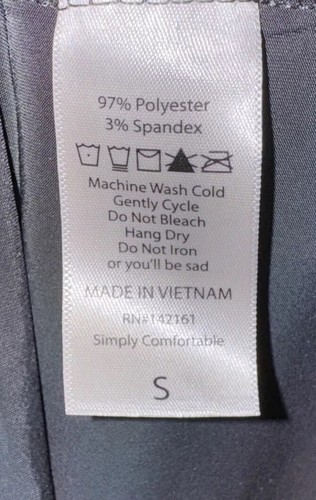 97% Polyester
3% Spandex
Machine Wash Cold
Gently Cycle
Do Not Bleach
Hang Dry
Do Not Iron
or you'll be sad
MADE IN VIETNAM
RN#142161
Simply Comfortable
S